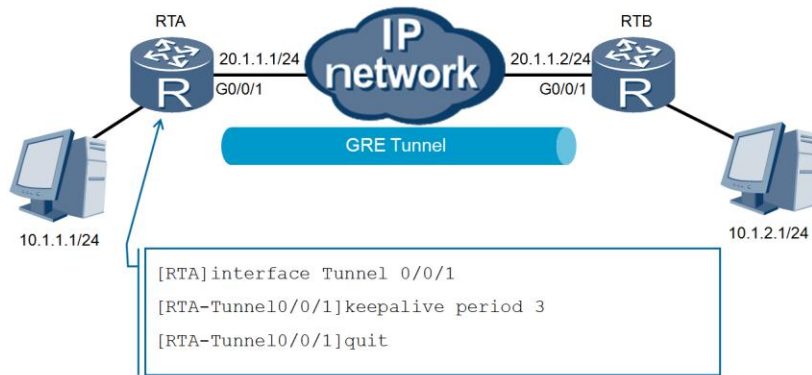 RTA
RTB
20.1.1.1/24
IP
network
20.1.1.2/24
G0/0/1
G0/0/1
R
R
GRE Tunnel
10.1.1.1/24
10.1.2.1/24
[RTA]interface Tunnel 0/0/1
[RTA-Tunnel0/0/1]keepalive period 3
[RTA-Tunnel0/0/1]quit